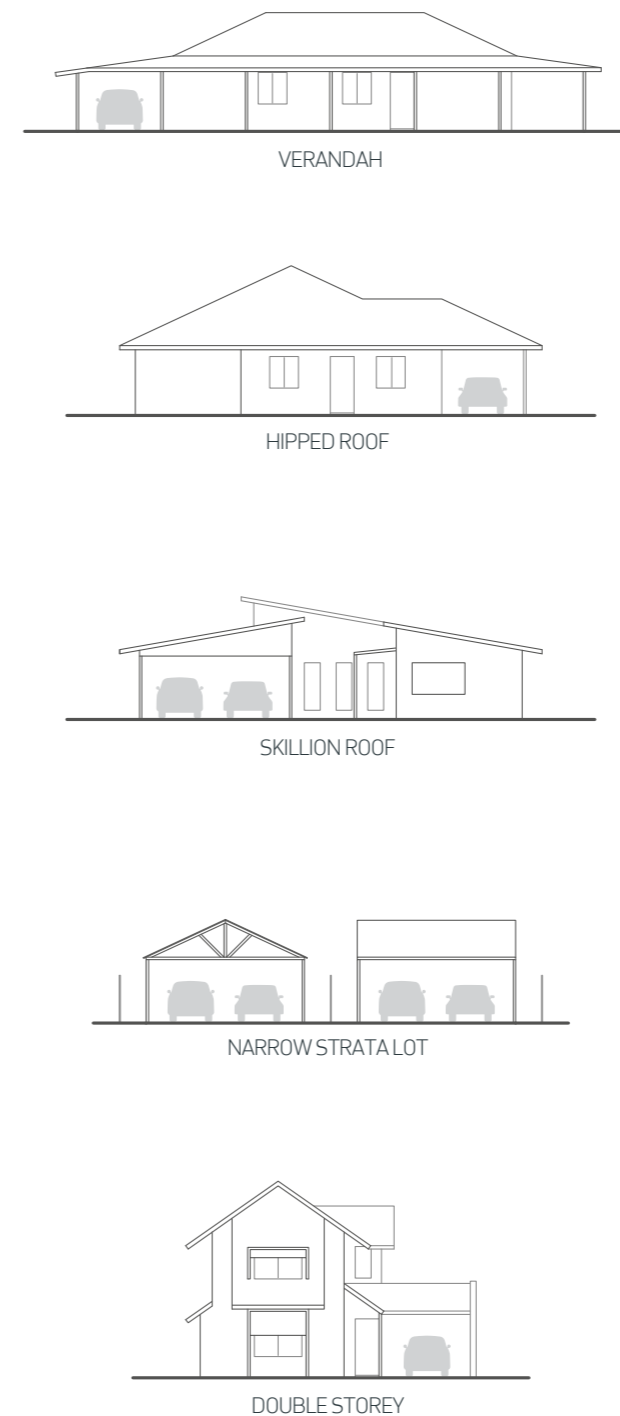 VERANDAH
HIPPED ROOF
SKILLION ROOF
NARROW STRATA LOT
DOUBLE STOREY